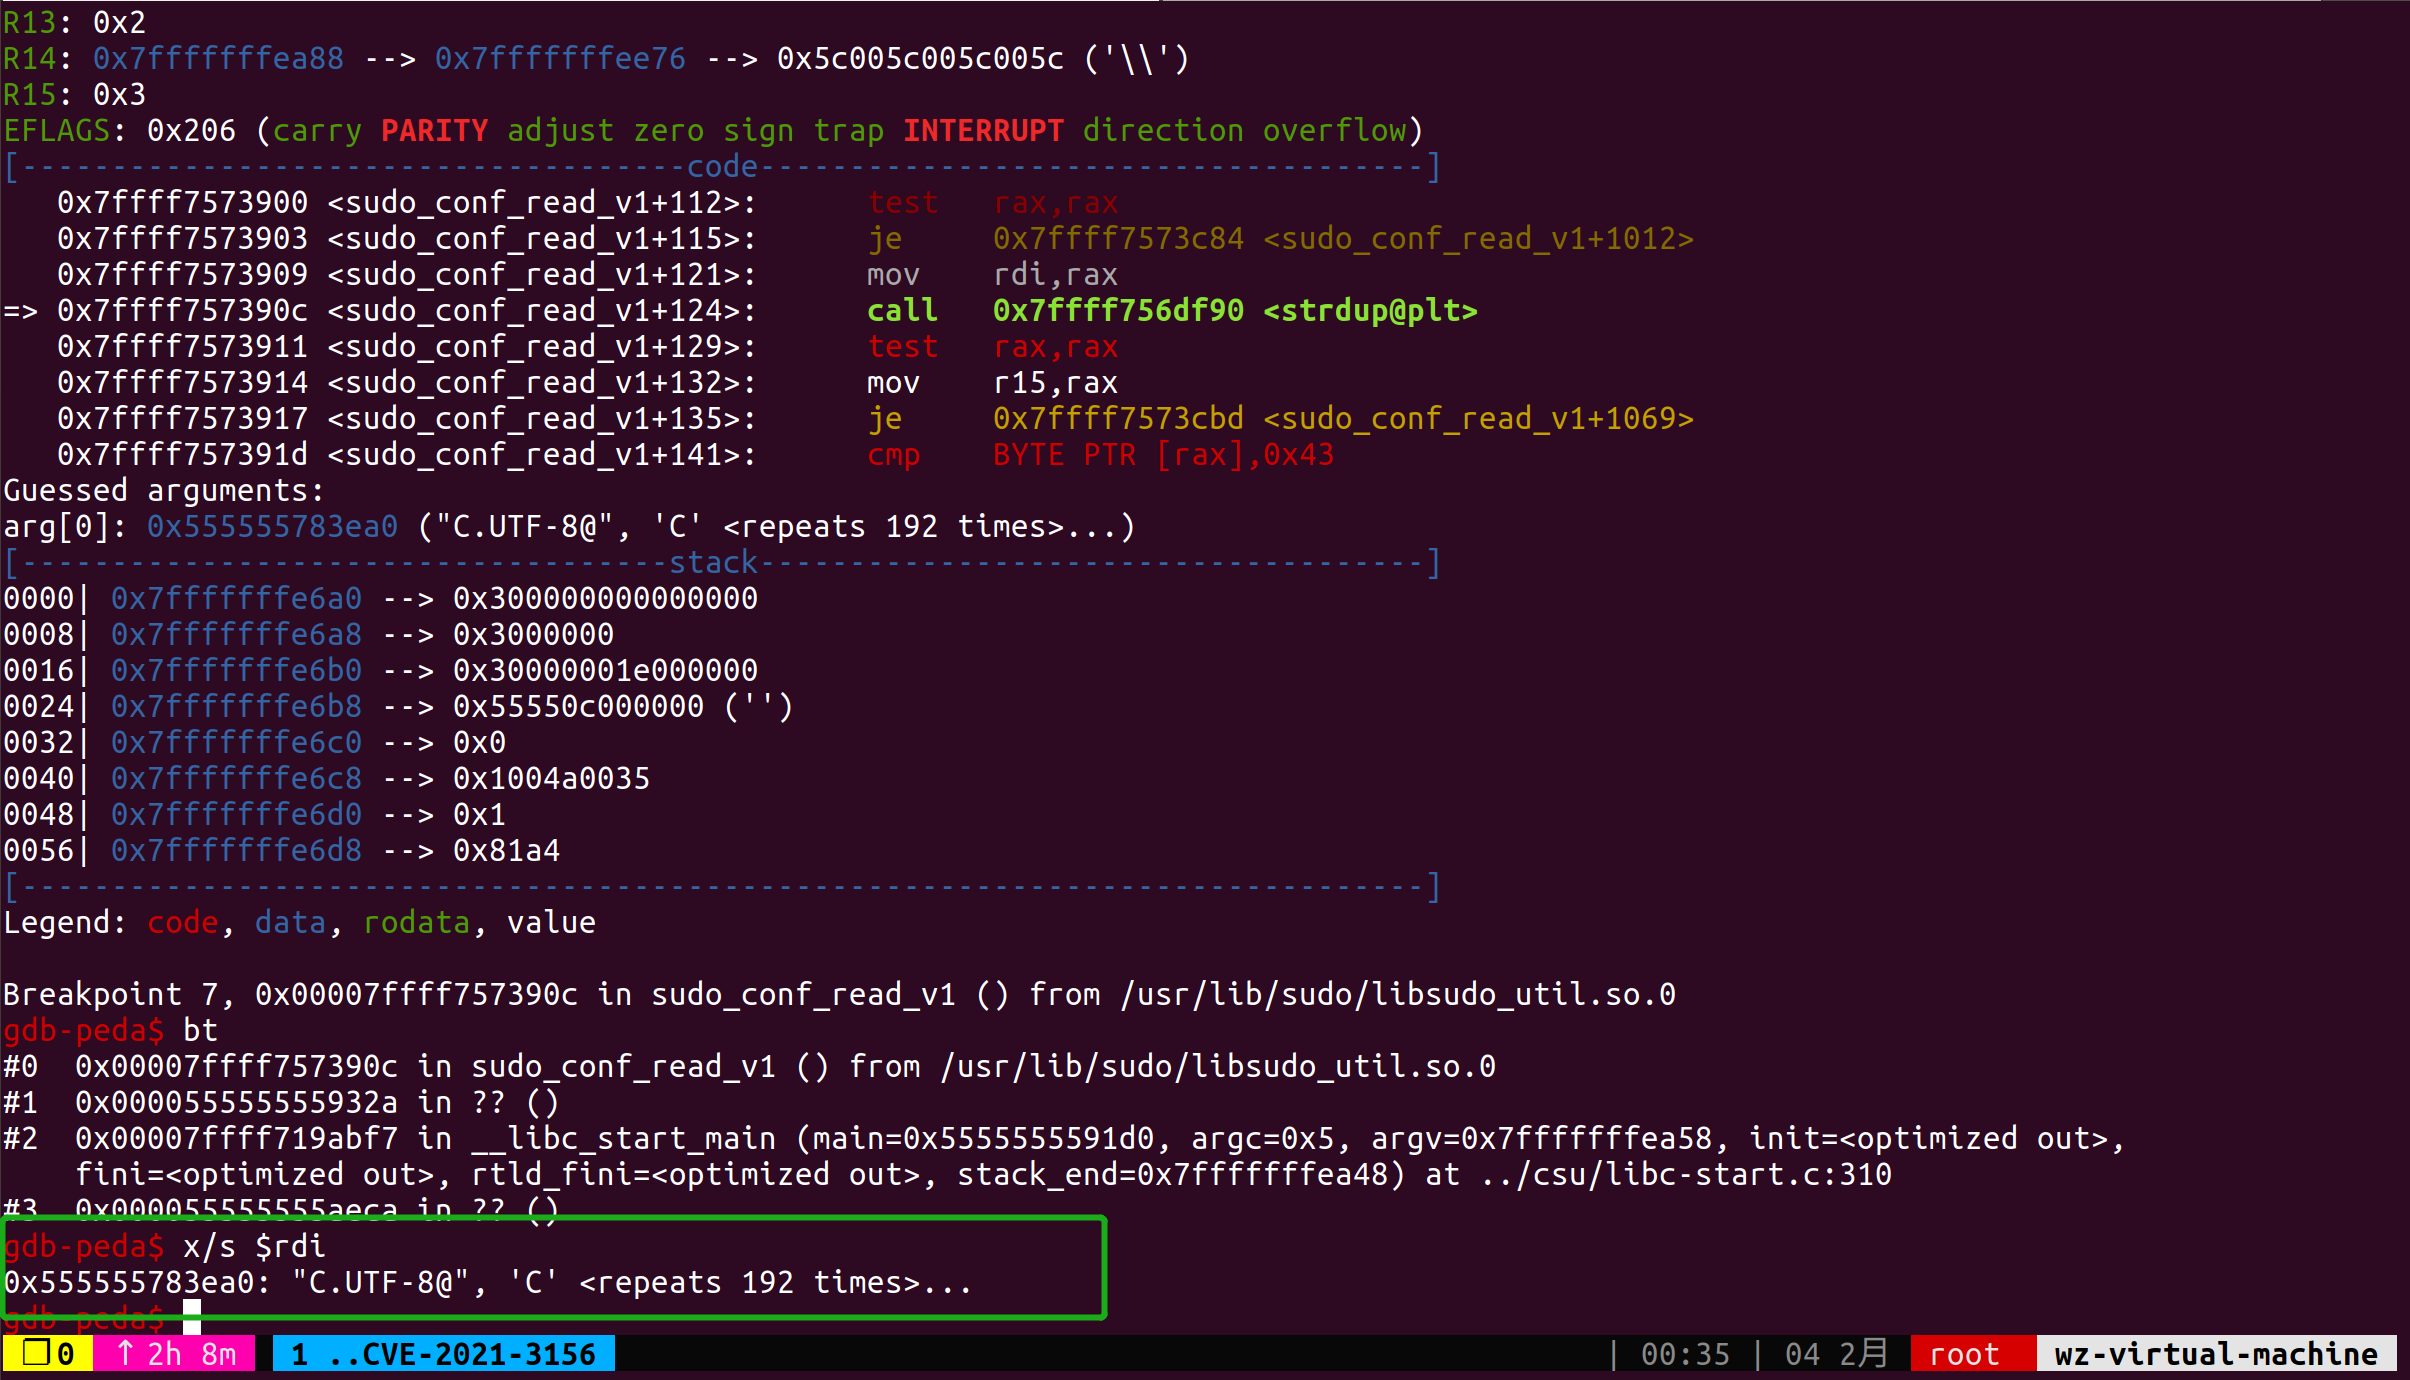 R13: 0x2
R14: 0x7fffffffea88 --> 0x7fffffffee76 --> 0x5c005c005c005c ('\\')
R15: 0x3
EFLAGS: 0x206 (carry PARITY adjust zero sign trap INTERRUPT direction overflow)
[-------------------------------------code-------------------------------------]
   0x7ffff7573900 <sudo_conf_read_v1+112>:      test   rax,rax
   0x7ffff7573903 <sudo_conf_read_v1+115>:      je     0x7ffff7573c84 <sudo_conf_read_v1+1012>
   0x7ffff7573909 <sudo_conf_read_v1+121>:      mov    rdi,rax
=> 0x7ffff757390c <sudo_conf_read_v1+124>:      call   0x7ffff756df90 <strdup@plt>
   0x7ffff7573911 <sudo_conf_read_v1+129>:      test   rax,rax
   0x7ffff7573914 <sudo_conf_read_v1+132>:      mov    r15,rax
   0x7ffff7573917 <sudo_conf_read_v1+135>:      je     0x7ffff7573cbd <sudo_conf_read_v1+1069>
   0x7ffff757391d <sudo_conf_read_v1+141>:      cmp    BYTE PTR [rax],0x43
Guessed arguments:
arg[0]: 0x555555783ea0 ("C.UTF-8@", 'C' <repeats 192 times>...)
[------------------------------------stack-------------------------------------]
0000| 0x7fffffffe6a0 --> 0x300000000000000
0008| 0x7fffffffe6a8 --> 0x3000000
0016| 0x7fffffffe6b0 --> 0x30000001e000000
0024| 0x7fffffffe6b8 --> 0x55550c000000 ('')
0032| 0x7fffffffe6c0 --> 0x0
0040| 0x7fffffffe6c8 --> 0x1004a0035
0048| 0x7fffffffe6d0 --> 0x1
0056| 0x7fffffffe6d8 --> 0x81a4
[------------------------------------------------------------------------------]
Legend: code, data, rodata, value
Breakpoint 7, 0x00007ffff757390c in sudo_conf_read_v1 () from /usr/lib/sudo/libsudo_util.so.0
gdb-peda$ bt
#0  0x00007ffff757390c in sudo_conf_read_v1 () from /usr/lib/sudo/libsudo_util.so.0
#1  0x000055555555932a in ?? ()
#2  0x00007ffff719abf7 in __libc_start_main (main=0x5555555591d0, argc=0x5, argv=0x7fffffffea58, init=<optimized out>,
    fini=<optimized out>, rtld_fini=<optimized out>, stack_end=0x7fffffffea48) at ../csu/libc-start.c:310
#3  0x000055555555aeca in ?? ()
gdb-peda$ x/s $rdi
0x555555783ea0: "C.UTF-8@", 'C' <repeats 192 times>...
gdb-peda$
❐ 0 ↑ 2h 8m 1 ..CVE-2021-3156 | 00:35 | 04 2月 root wz-virtual-machine